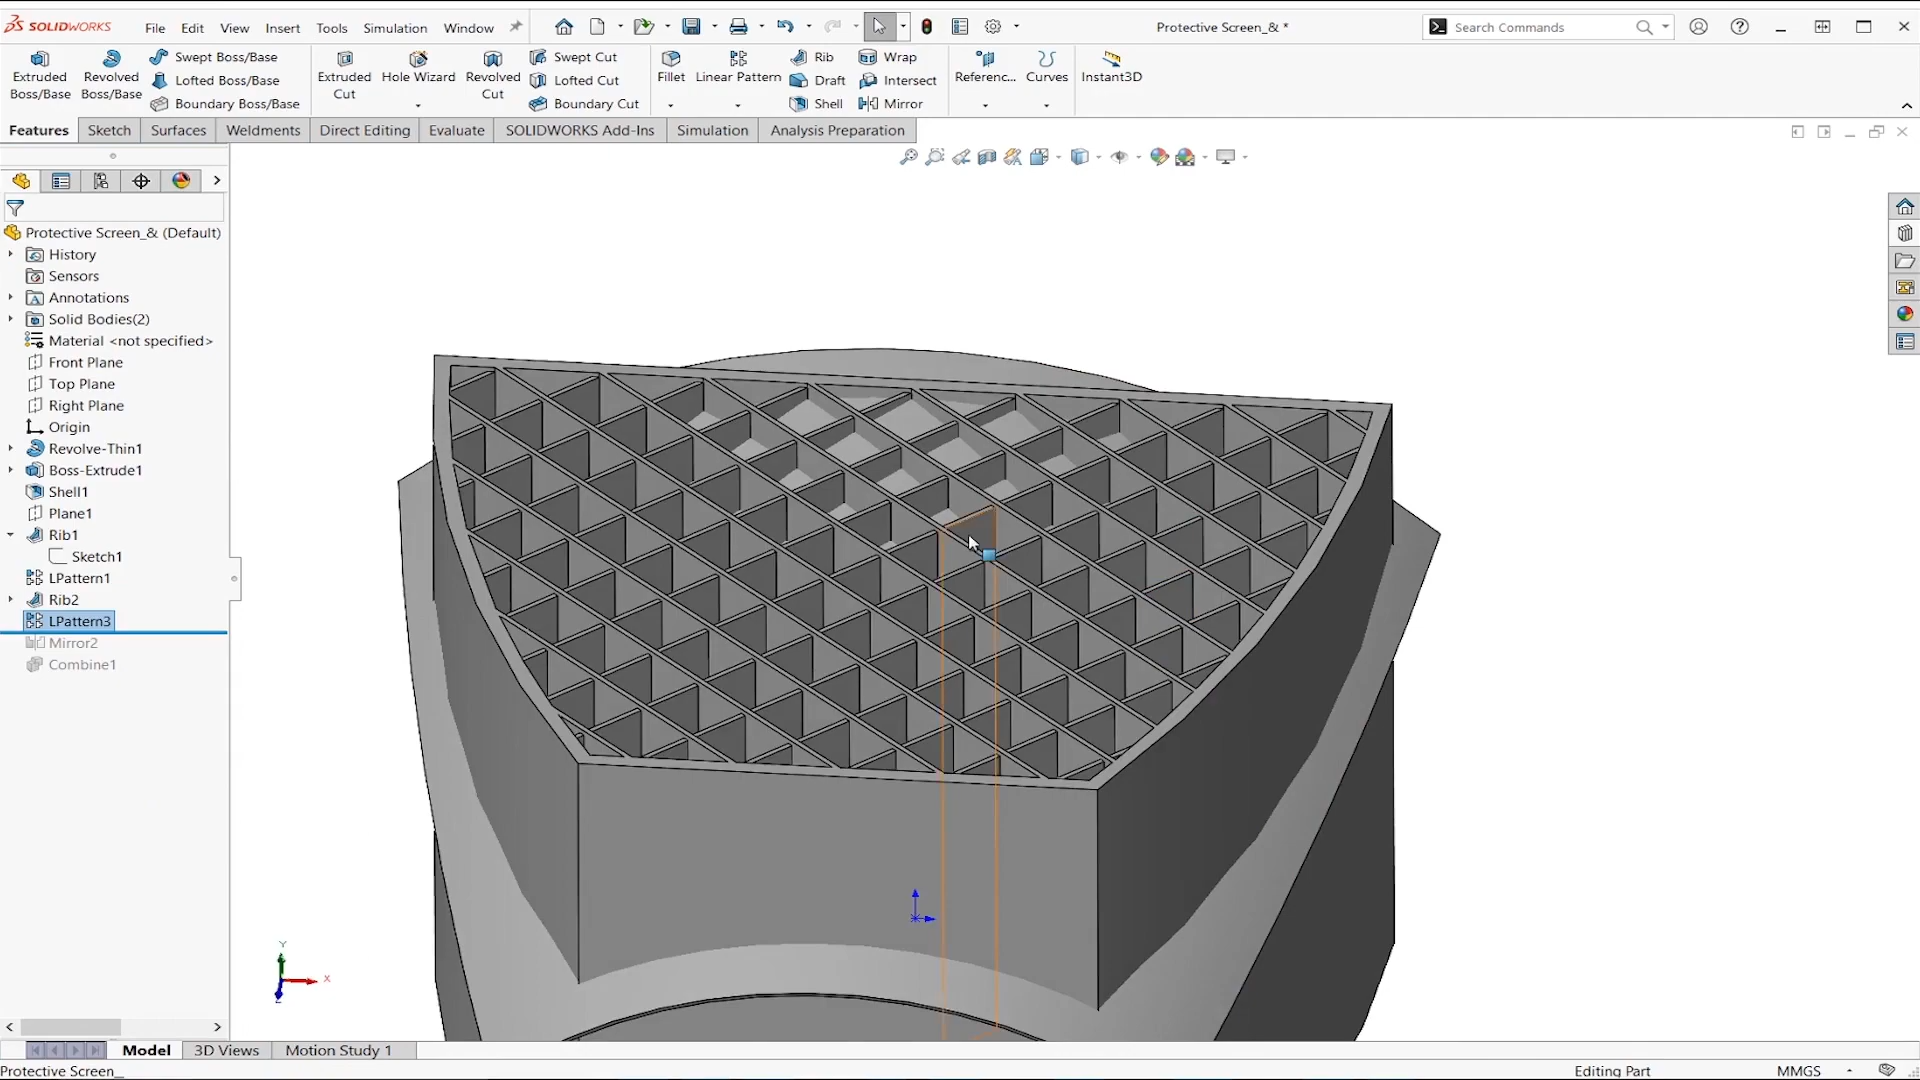 SOLIDWORKS File Edit View Insert Tools Simulation Window Protective Screen_& * Search Commands
Extruded Boss/Base
Revolved Boss/Base
Swept Boss/Base
Lofted Boss/Base
Boundary Boss/Base
Extruded Cut
Hole Wizard
Revolved Cut
Swept Cut
Lofted Cut
Boundary Cut
Fillet
Linear Pattern
Rib
Draft
Shell
Wrap
Intersect
Mirror
Referenc...
Curves
Instant3D
Features Sketch Surfaces Weldments Direct Editing Evaluate SOLIDWORKS Add-Ins Simulation Analysis Preparation
Protective Screen_& (Default)
History
Sensors
Annotations
Solid Bodies(2)
Material <not specified>
Front Plane
Top Plane
Right Plane
Origin
Revolve-Thin1
Boss-Extrude1
Shell1
Plane1
Rib1
Sketch1
LPattern1
Rib2
LPattern3
Mirror2
Combine1
Y
X
Z
Model 3D Views Motion Study 1
Protective Screen_ Editing Part MMGS